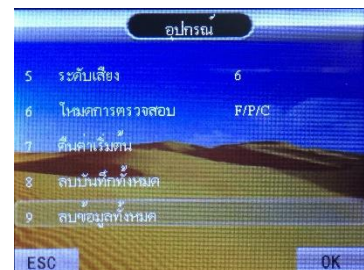 อุปกรณ์
5 ระดับเสียง 6
6 โหมดการตรวจสอบ F/P/C
7 คืนค่าเริ่มต้น
8 ลบบันทึกทั้งหมด
9 ลบข้อมูลทั้งหมด
ESC OK